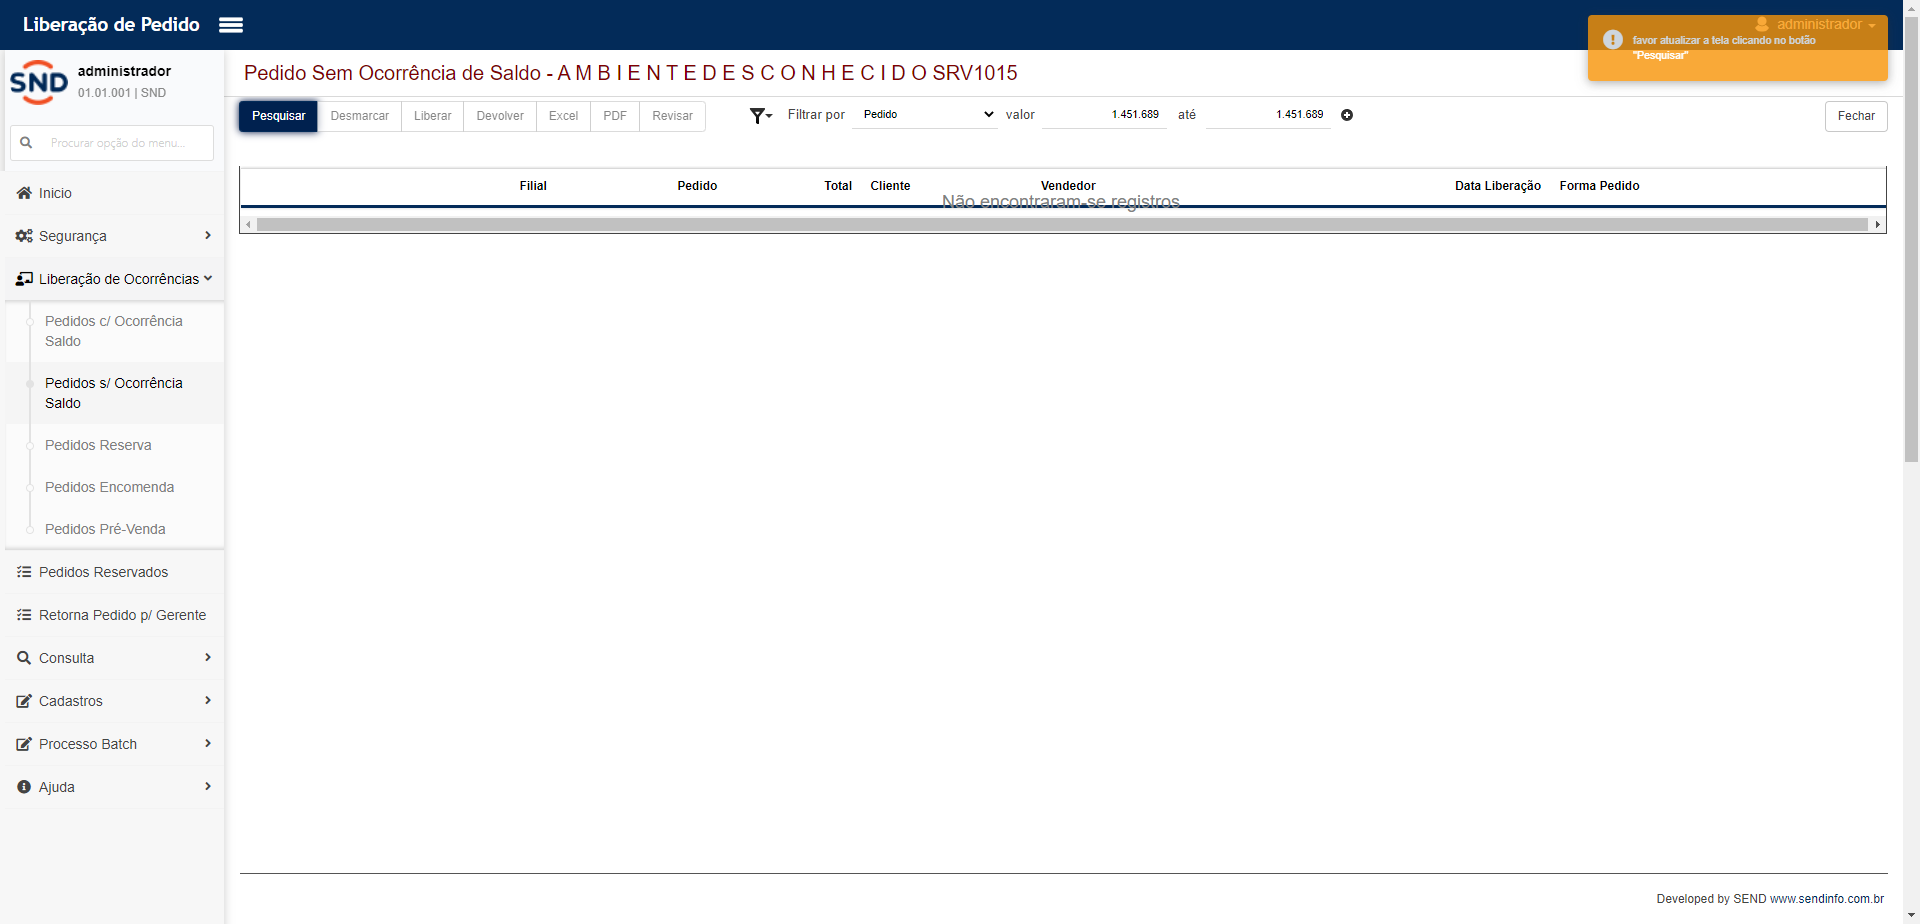 Liberação de Pedido
administrador
favor atualizar a tela clicando no botão
"Pesquisar"
SND
administrador
01.01.001 | SND
Procurar opção do menu...
Inicio
Segurança
Liberação de Ocorrências
Pedidos c/ Ocorrência
Saldo
Pedidos s/ Ocorrência
Saldo
Pedidos Reserva
Pedidos Encomenda
Pedidos Pré-Venda
Pedidos Reservados
Retorna Pedido p/ Gerente
Consulta
Cadastros
Processo Batch
Ajuda
Pedido Sem Ocorrência de Saldo - A M B I E N T E D E S C O N H E C I D O SRV1015
Pesquisar Desmarcar Liberar Devolver Excel PDF Revisar Filtrar por Pedido valor 1.451.689 até 1.451.689 Fechar
Filial Pedido Total Cliente Vendedor Data Liberação Forma Pedido
Não encontraram-se registros
Developed by SEND www.sendinfo.com.br